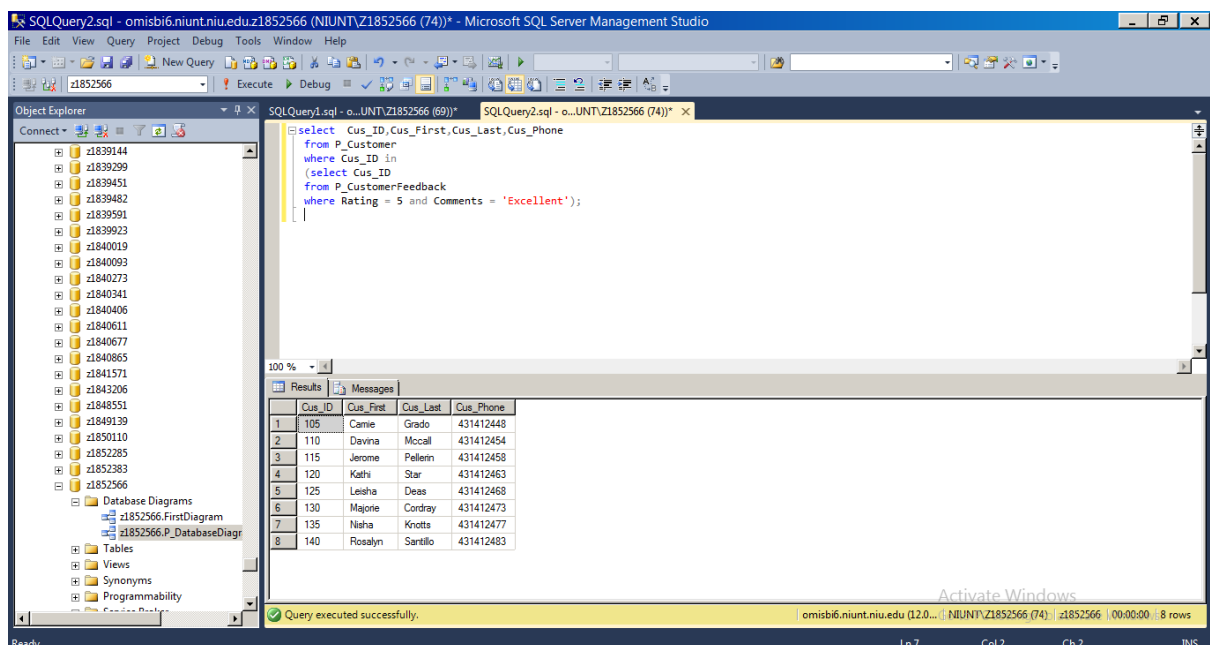 SQLQuery2.sql - omisbi6.niunt.niu.edu.z1852566 (NIUNT\Z1852566 (74))* - Microsoft SQL Server Management Studio
File Edit View Query Project Debug Tools Window Help
New Query
z1852566 Execute Debug
Object Explorer
SQLQuery1.sql - o...UNT\Z1852566 (69))* SQLQuery2.sql - o...UNT\Z1852566 (74))*
Connect
z1839144
z1839299
z1839451
z1839482
z1839591
z1839923
z1840019
z1840093
z1840273
z1840341
z1840406
z1840611
z1840677
z1840865
z1841571
z1843206
z1848551
z1849139
z1850110
z1852285
z1852383
z1852566
Database Diagrams
z1852566.FirstDiagram
z1852566.P_DatabaseDiagr
Tables
Views
Synonyms
Programmability
select Cus_ID,Cus_First,Cus_Last,Cus_Phone
from P_Customer
where Cus_ID in
(select Cus_ID
from P_CustomerFeedback
where Rating = 5 and Comments = 'Excellent');
100 %
Results Messages
Cus_ID Cus_First Cus_Last Cus_Phone
1 105 Camie Grado 431412448
2 110 Davina Mccall 431412454
3 115 Jerome Pellerin 431412458
4 120 Kathi Star 431412463
5 125 Leisha Deas 431412468
6 130 Majorie Cordray 431412473
7 135 Nisha Knotts 431412477
8 140 Rosalyn Santillo 431412483
Activate Windows
Query executed successfully.
omisbi6.niunt.niu.edu (12.0... NIUNT\Z1852566 (74) z1852566 00:00:00 8 rows
Ready Ln 7 Col 2 Ch 2 INS